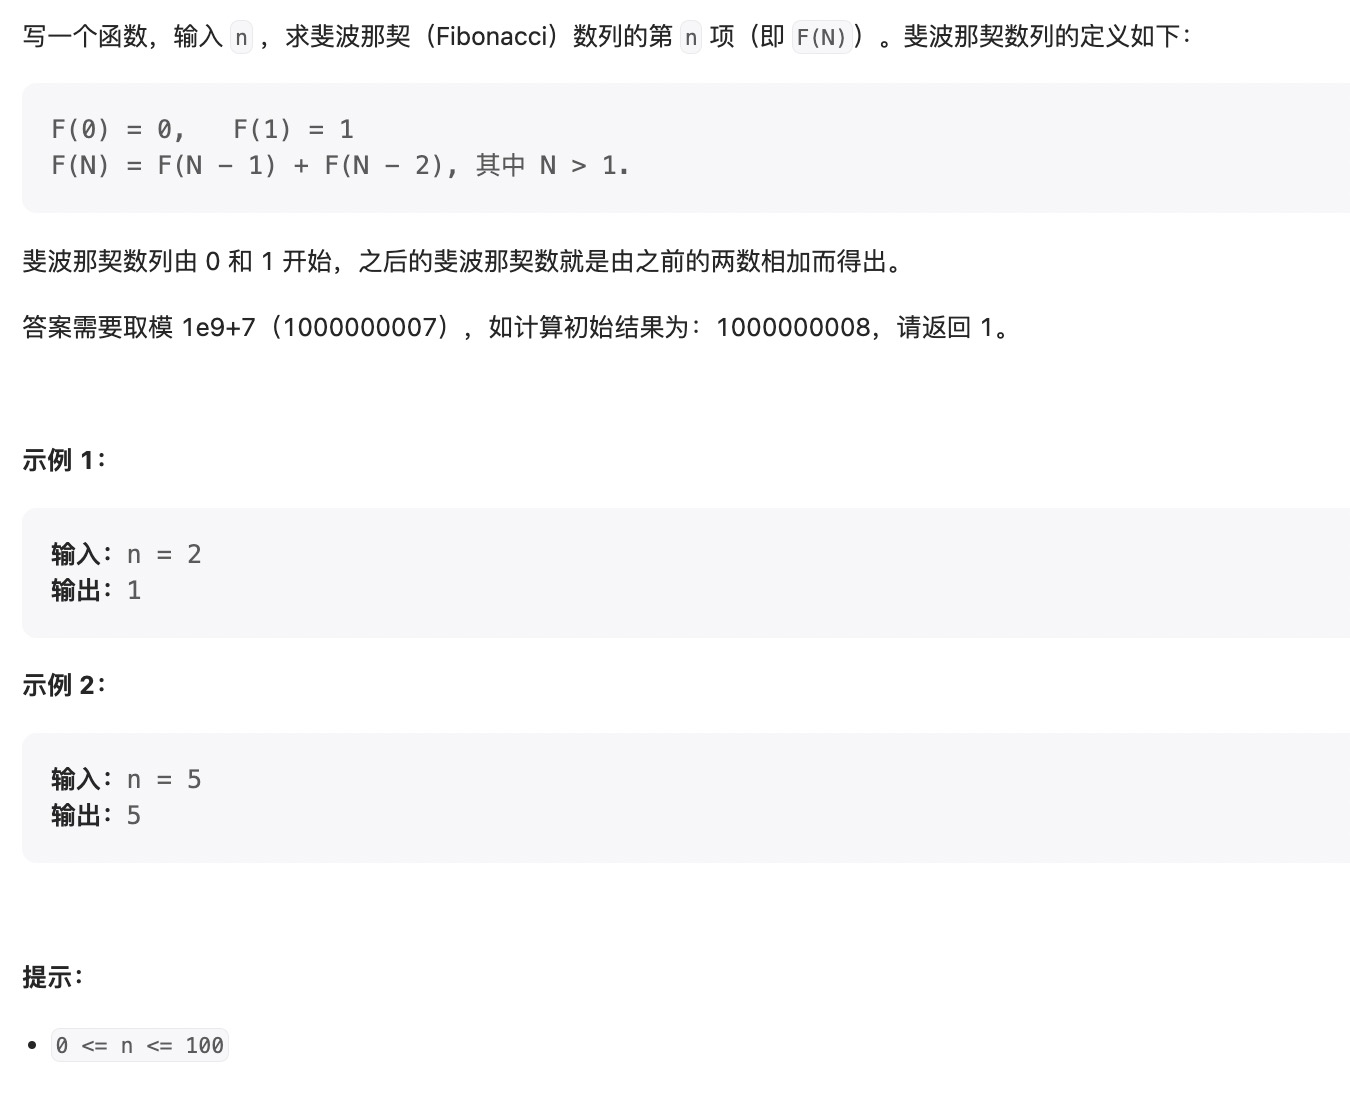 写一个函数，输入 n ，求斐波那契（Fibonacci）数列的第 n 项（即 F(N)）。斐波那契数列的定义如下：
F(0) = 0,   F(1) = 1
F(N) = F(N - 1) + F(N - 2), 其中 N > 1.
斐波那契数列由 0 和 1 开始，之后的斐波那契数就是由之前的两数相加而得出。
答案需要取模 1e9+7（1000000007），如计算初始结果为：1000000008，请返回 1。
示例 1：
输入：n = 2
输出：1
示例 2：
输入：n = 5
输出：5
提示：
• 0 <= n <= 100